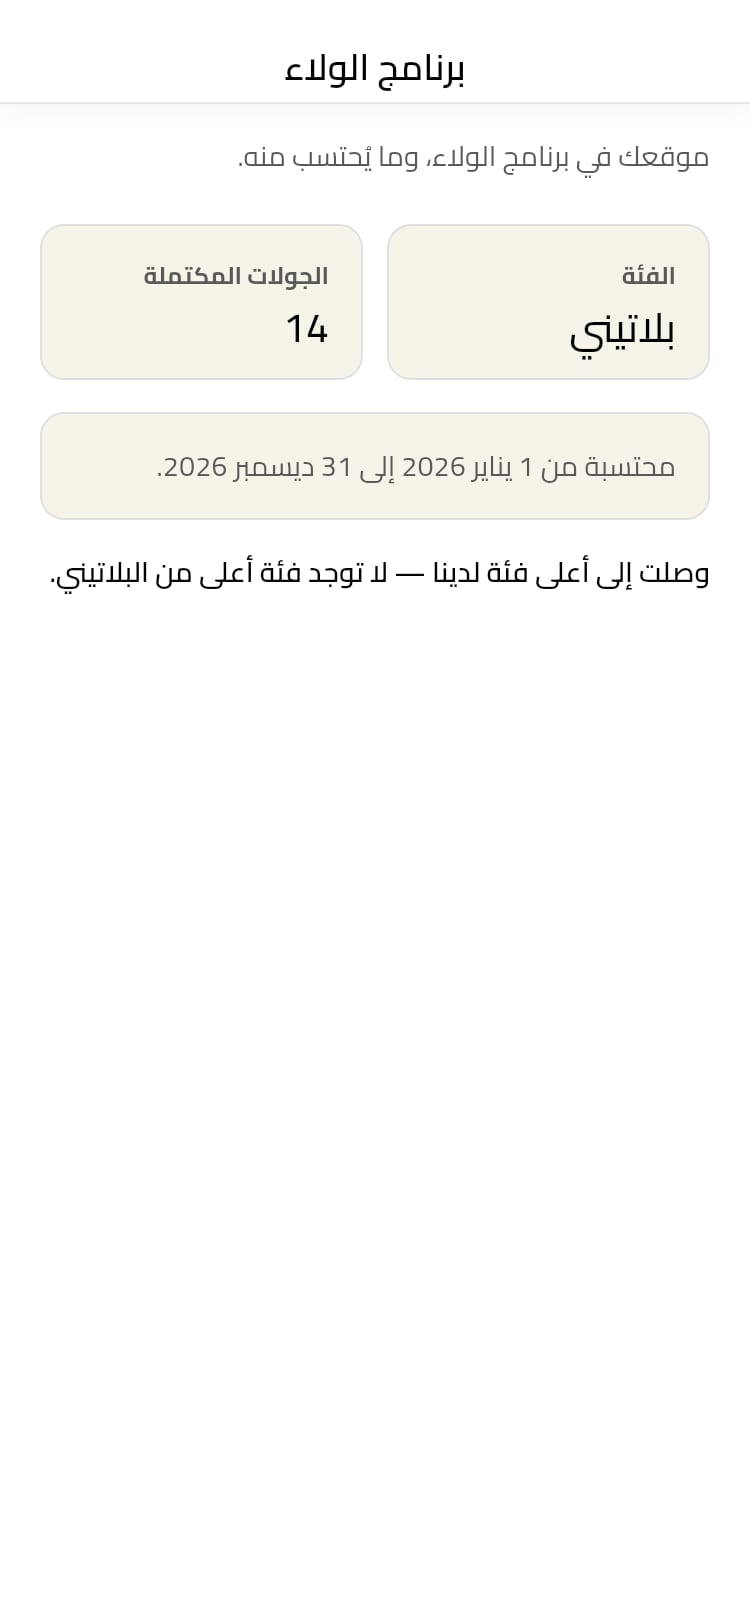 برنامج الولاء
موقعك في برنامج الولاء، وما يُحتسب منه.
الفئة
بلاتيني
الجولات المكتملة
14
محتسبة من 1 يناير 2026 إلى 31 ديسمبر 2026.
وصلت إلى أعلى فئة لدينا — لا توجد فئة أعلى من البلاتيني.